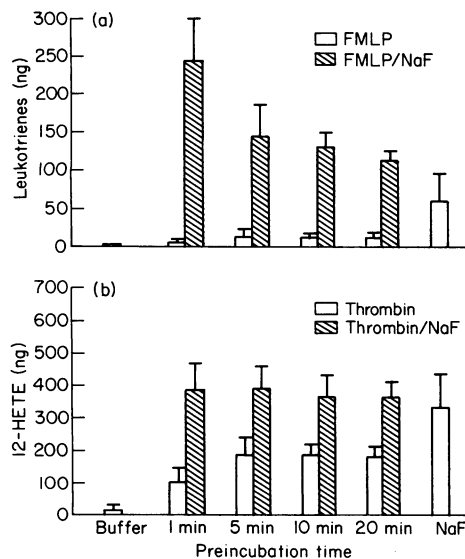 (a)
FMLP
FMLP/NaF
Leukotrienes (ng)
300
250
200
150
100
50
0
(b)
Thrombin
Thrombin/NaF
12-HETE (ng)
700
600
500
400
300
200
100
0
Buffer 1 min 5 min 10 min 20 min NaF
Preincubation time